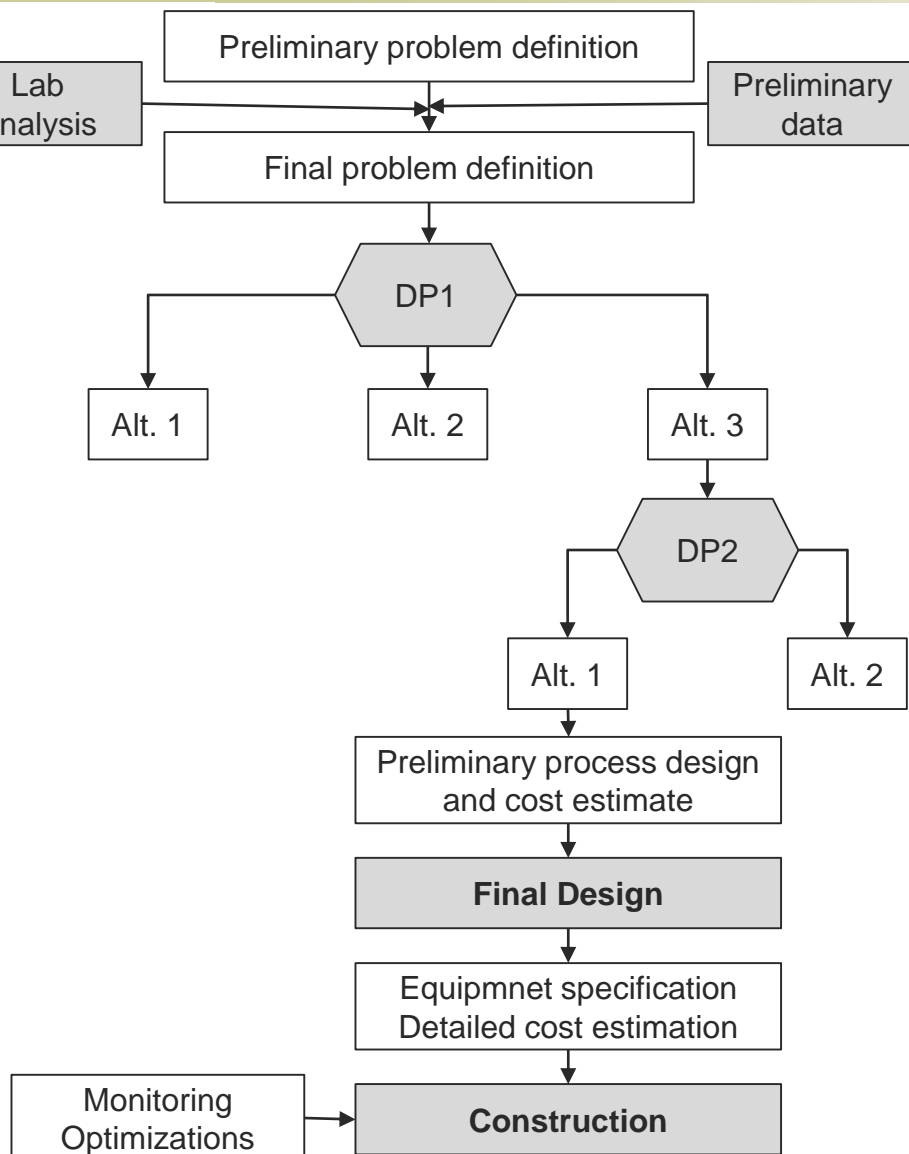 Preliminary problem definition
Lab
nalysis
Preliminary
data
Final problem definition
DP1
Alt. 1
Alt. 2
Alt. 3
DP2
Alt. 1
Alt. 2
Preliminary process design
and cost estimate
Final Design
Equipmnet specification
Detailed cost estimation
Monitoring
Optimizations
Construction